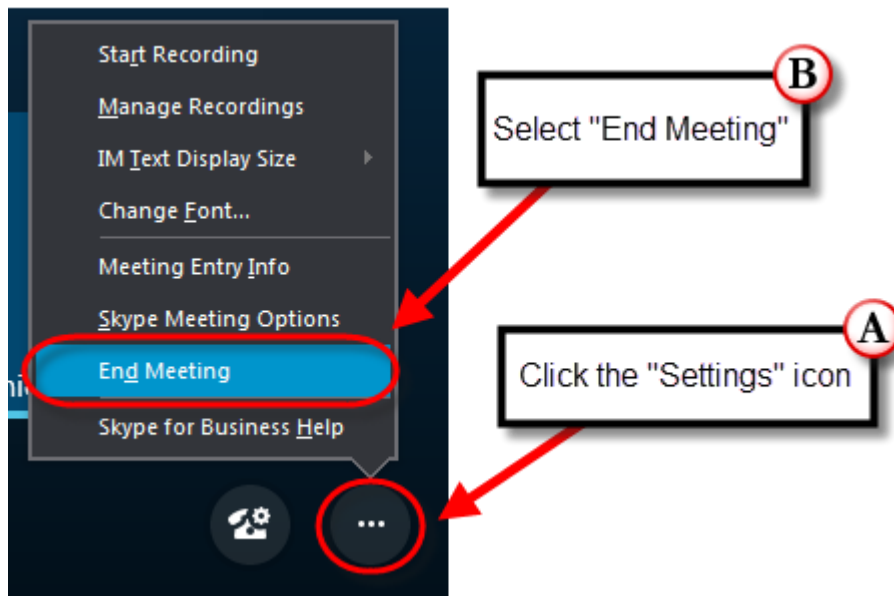 Start Recording
Manage Recordings
IM Text Display Size
Change Font...
Meeting Entry Info
Skype Meeting Options
End Meeting
Skype for Business Help
B
Select "End Meeting"
A
Click the "Settings" icon